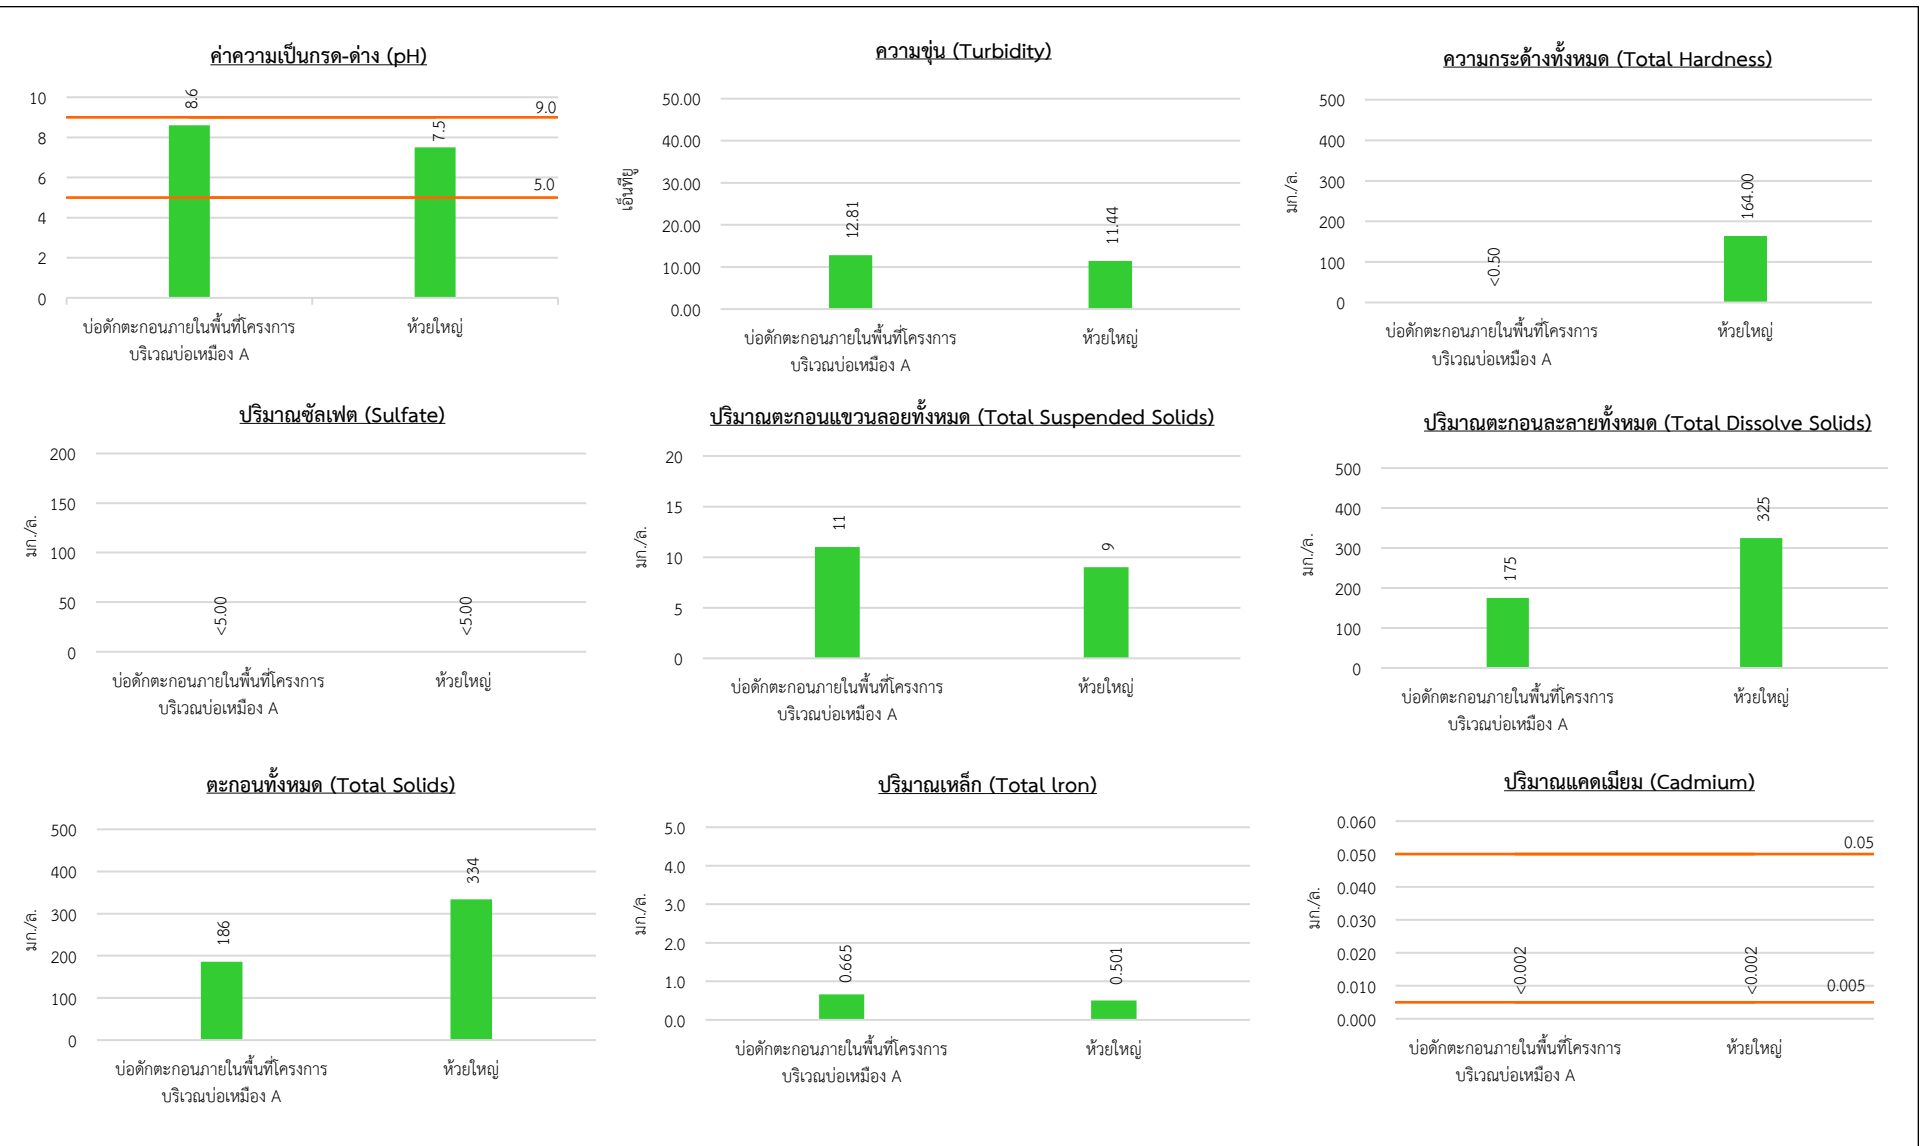 ค่าความเป็นกรด-ด่าง (pH)
10
8
6
4
2
0
8.6
7.5
9.0
5.0
บ่อดักตะกอนภายในพื้นที่โครงการ
บริเวณบ่อเหมือง A
ห้วยใหญ่
ความขุ่น (Turbidity)
เอ็นทียู
50.00
40.00
30.00
20.00
10.00
0.00
12.81
11.44
บ่อดักตะกอนภายในพื้นที่โครงการ
บริเวณบ่อเหมือง A
ห้วยใหญ่
ความกระด้างทั้งหมด (Total Hardness)
มก./ล.
500
400
300
200
100
0
<0.50
164.00
บ่อดักตะกอนภายในพื้นที่โครงการ
บริเวณบ่อเหมือง A
ห้วยใหญ่
ปริมาณซัลเฟต (Sulfate)
มก./ล.
200
150
100
50
0
<5.00
<5.00
บ่อดักตะกอนภายในพื้นที่โครงการ
บริเวณบ่อเหมือง A
ห้วยใหญ่
ปริมาณตะกอนแขวนลอยทั้งหมด (Total Suspended Solids)
มก./ล.
20
15
10
5
0
11
9
บ่อดักตะกอนภายในพื้นที่โครงการ
บริเวณบ่อเหมือง A
ห้วยใหญ่
ปริมาณตะกอนละลายทั้งหมด (Total Dissolve Solids)
มก./ล.
500
400
300
200
100
0
175
325
บ่อดักตะกอนภายในพื้นที่โครงการ
บริเวณบ่อเหมือง A
ห้วยใหญ่
ตะกอนทั้งหมด (Total Solids)
มก./ล.
500
400
300
200
100
0
186
334
บ่อดักตะกอนภายในพื้นที่โครงการ
บริเวณบ่อเหมือง A
ห้วยใหญ่
ปริมาณเหล็ก (Total lron)
มก./ล.
5.0
4.0
3.0
2.0
1.0
0.0
0.665
0.501
บ่อดักตะกอนภายในพื้นที่โครงการ
บริเวณบ่อเหมือง A
ห้วยใหญ่
ปริมาณแคดเมียม (Cadmium)
มก./ล.
0.060
0.050
0.040
0.030
0.020
0.010
0.000
<0.002
<0.002
0.05
0.005
บ่อดักตะกอนภายในพื้นที่โครงการ
บริเวณบ่อเหมือง A
ห้วยใหญ่